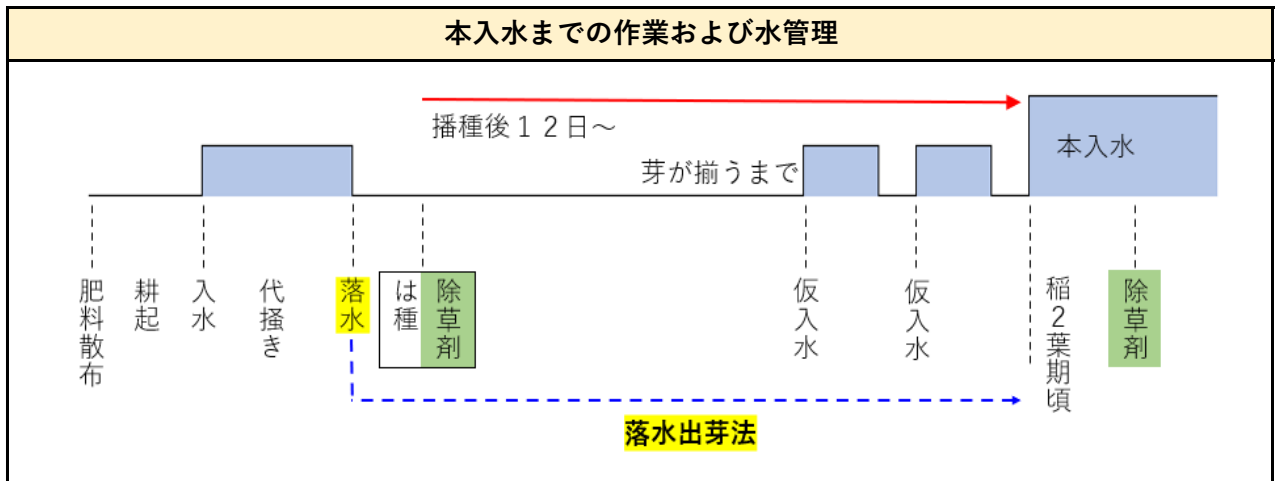 本入水までの作業および水管理
播種後１２日～
芽が揃うまで
本入水
肥料散布
耕起
入水
代掻き
落水
は種
除草剤
仮入水
仮入水
稲２葉期頃
除草剤
落水出芽法